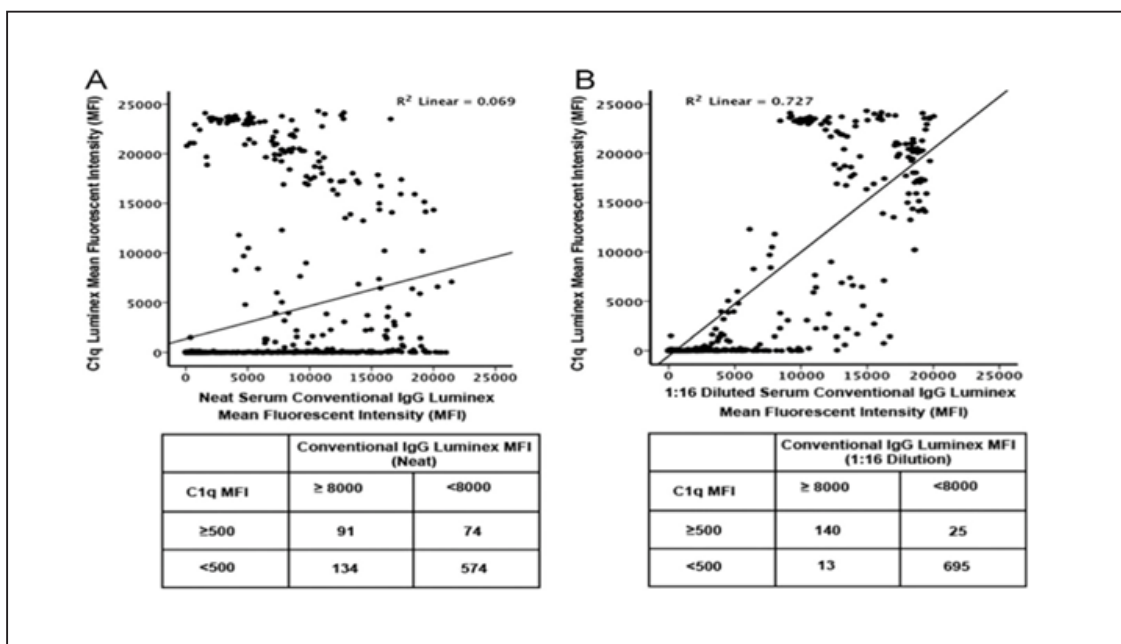 A
R² Linear = 0.069
C1q Luminex Mean Fluorescent Intensity (MFI)
25000
20000
15000
10000
5000
0
0 5000 10000 15000 20000 25000
Neat Serum Conventional IgG Luminex
Mean Fluorescent Intensity (MFI)
Conventional IgG Luminex MFI
(Neat)
C1q MFI ≥ 8000 <8000
≥500 91 74
<500 134 574
B
R² Linear = 0.727
C1q Luminex Mean Fluorescent Intensity (MFI)
25000
20000
15000
10000
5000
0
0 5000 10000 15000 20000 25000
1:16 Diluted Serum Conventional IgG Luminex
Mean Fluorescent Intensity (MFI)
Conventional IgG Luminex MFI
(1:16 Dilution)
C1q MFI ≥ 8000 <8000
≥500 140 25
<500 13 695